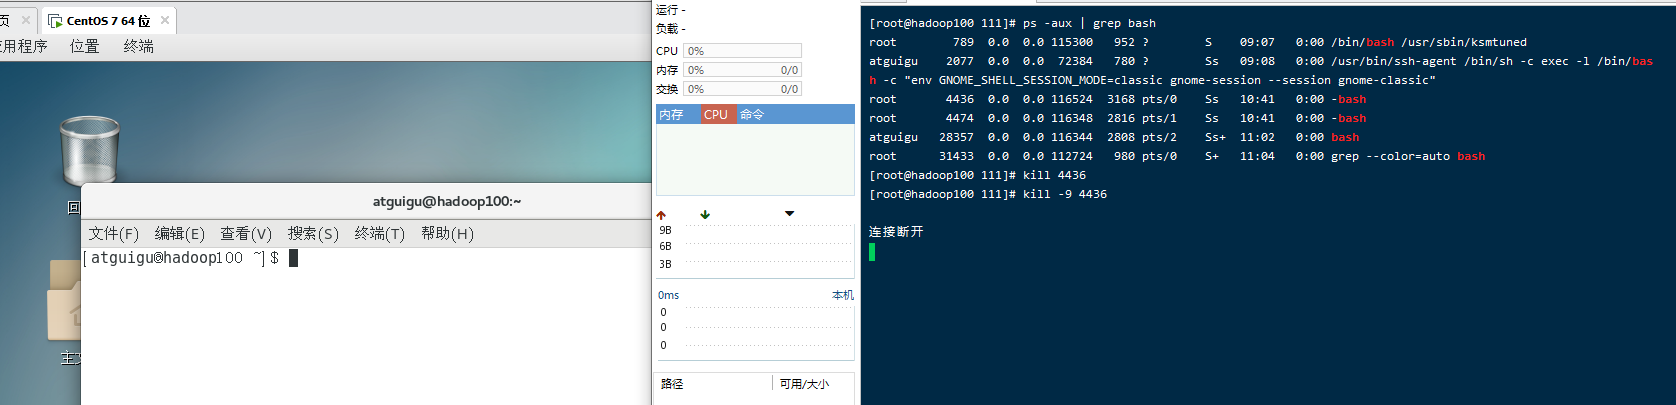 页
CentOS 7 64 位
应用程序 位置 终端
回
atguigu@hadoop100:~
文件(F) 编辑(E) 查看(V) 搜索(S) 终端(T) 帮助(H)
[atguigu@hadoop100 ~]$
主文
运行 -
负载 -
CPU 0%
内存 0% 0/0
交换 0% 0/0
内存 CPU 命令
9B
6B
3B
0ms 本机
0
0
0
路径 可用/大小
[root@hadoop100 111]# ps -aux | grep bash
root 789 0.0 0.0 115300 952 ? S 09:07 0:00 /bin/bash /usr/sbin/ksmtuned
atguigu 2077 0.0 0.0 72384 780 ? Ss 09:08 0:00 /usr/bin/ssh-agent /bin/sh -c exec -l /bin/bas
h -c "env GNOME_SHELL_SESSION_MODE=classic gnome-session --session gnome-classic"
root 4436 0.0 0.0 116524 3168 pts/0 Ss 10:41 0:00 -bash
root 4474 0.0 0.0 116348 2816 pts/1 Ss 10:41 0:00 -bash
atguigu 28357 0.0 0.0 116344 2808 pts/2 Ss+ 11:02 0:00 bash
root 31433 0.0 0.0 112724 980 pts/0 S+ 11:04 0:00 grep --color=auto bash
[root@hadoop100 111]# kill 4436
[root@hadoop100 111]# kill -9 4436
连接断开